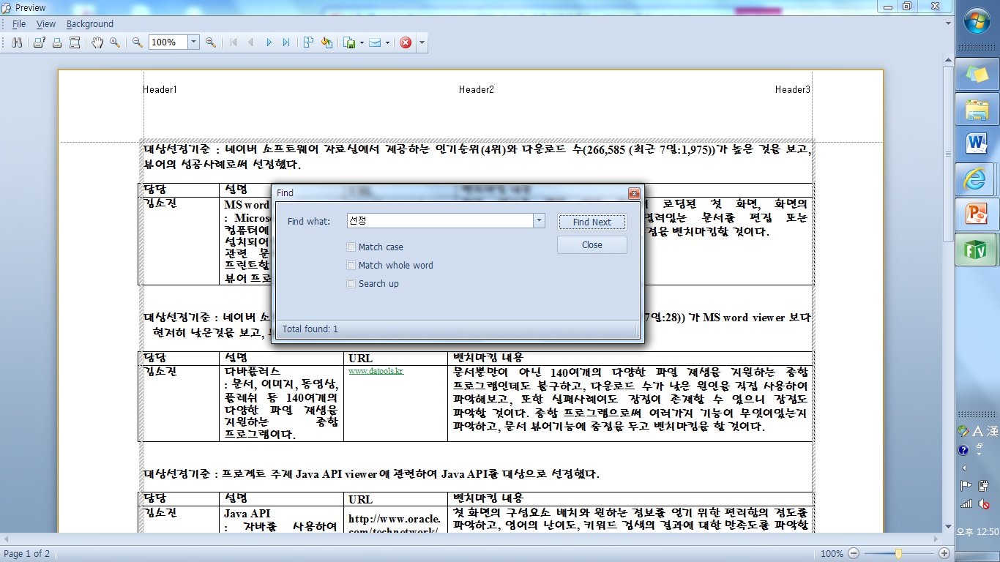 Preview
File View Background
100%
Header1 Header2 Header3
대상선정기준 : 네이버 소프트웨어 자료실에서 제공하는 인기순위(4위)와 다운로드 수(266,585 (최근 7일:1,975))가 높은 것을 보고,
뷰어의 성공사례로써 선정했다.
담당 설명
김소진 MS word 로딩된 첫 화면, 화면의
: Micros 열려있는 문서를 편집 또는
컴퓨터에 점을 벤치마킹할 것이다.
설치되어
관련 문
프린트할
뷰어 프로
Find
Find what: 선정 Find Next
Close
Match case
Match whole word
Search up
Total found: 1
대상선정기준 : 네이버 소 7일:28)) 가 MS word viewer 보다
현저히 낮은것을 보고,
담당 설명 URL 벤치마킹 내용
김소진 다바플러스 www.datools.kr 문서뿐만이 아닌 140여개의 다양한 파일 재생을 지원하는 종합
: 문서, 이미지, 동영상, 프로그램인데도 불구하고, 다운로드 수가 낮은 원인을 직접 사용하여
플레쉬 등 140여개의 파악해보고, 또한 실패사례여도 장점이 존재할 수 있으니 장점도
다양한 파일 재생을 파악할 것이다. 종합 프로그램으로써 여러가지 기능이 무엇이있는지
지원하는 종합 파악하고, 문서 뷰어기능에 중점을 두고 벤치마킹을 할 것이다.
프로그램이다.
대상선정기준 : 프로젝트 주제 Java API viewer에 관련하여 Java API를 대상으로 선정했다.
담당 설명 URL 벤치마킹 내용
김소진 Java API http://www.oracle. 첫 화면의 구성요소 배치와 원하는 정보를 얻기 위한 편리함의 정도를
: 자바를 사용하여 com/technetwork/ 파악하고, 영어의 난이도, 키워드 검색의 결과에 대한 만족도를 파악할
Page 1 of 2 100%
A 漢
오후 12:50